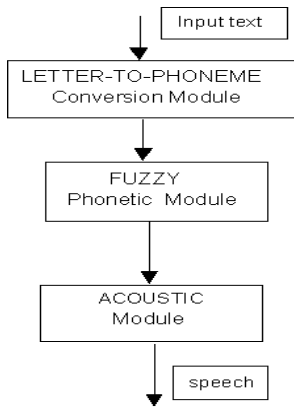 Input text
LETTER-TO-PHONEME
Conversion Module
FUZZY
Phonetic Module
ACOUSTIC
Module
speech